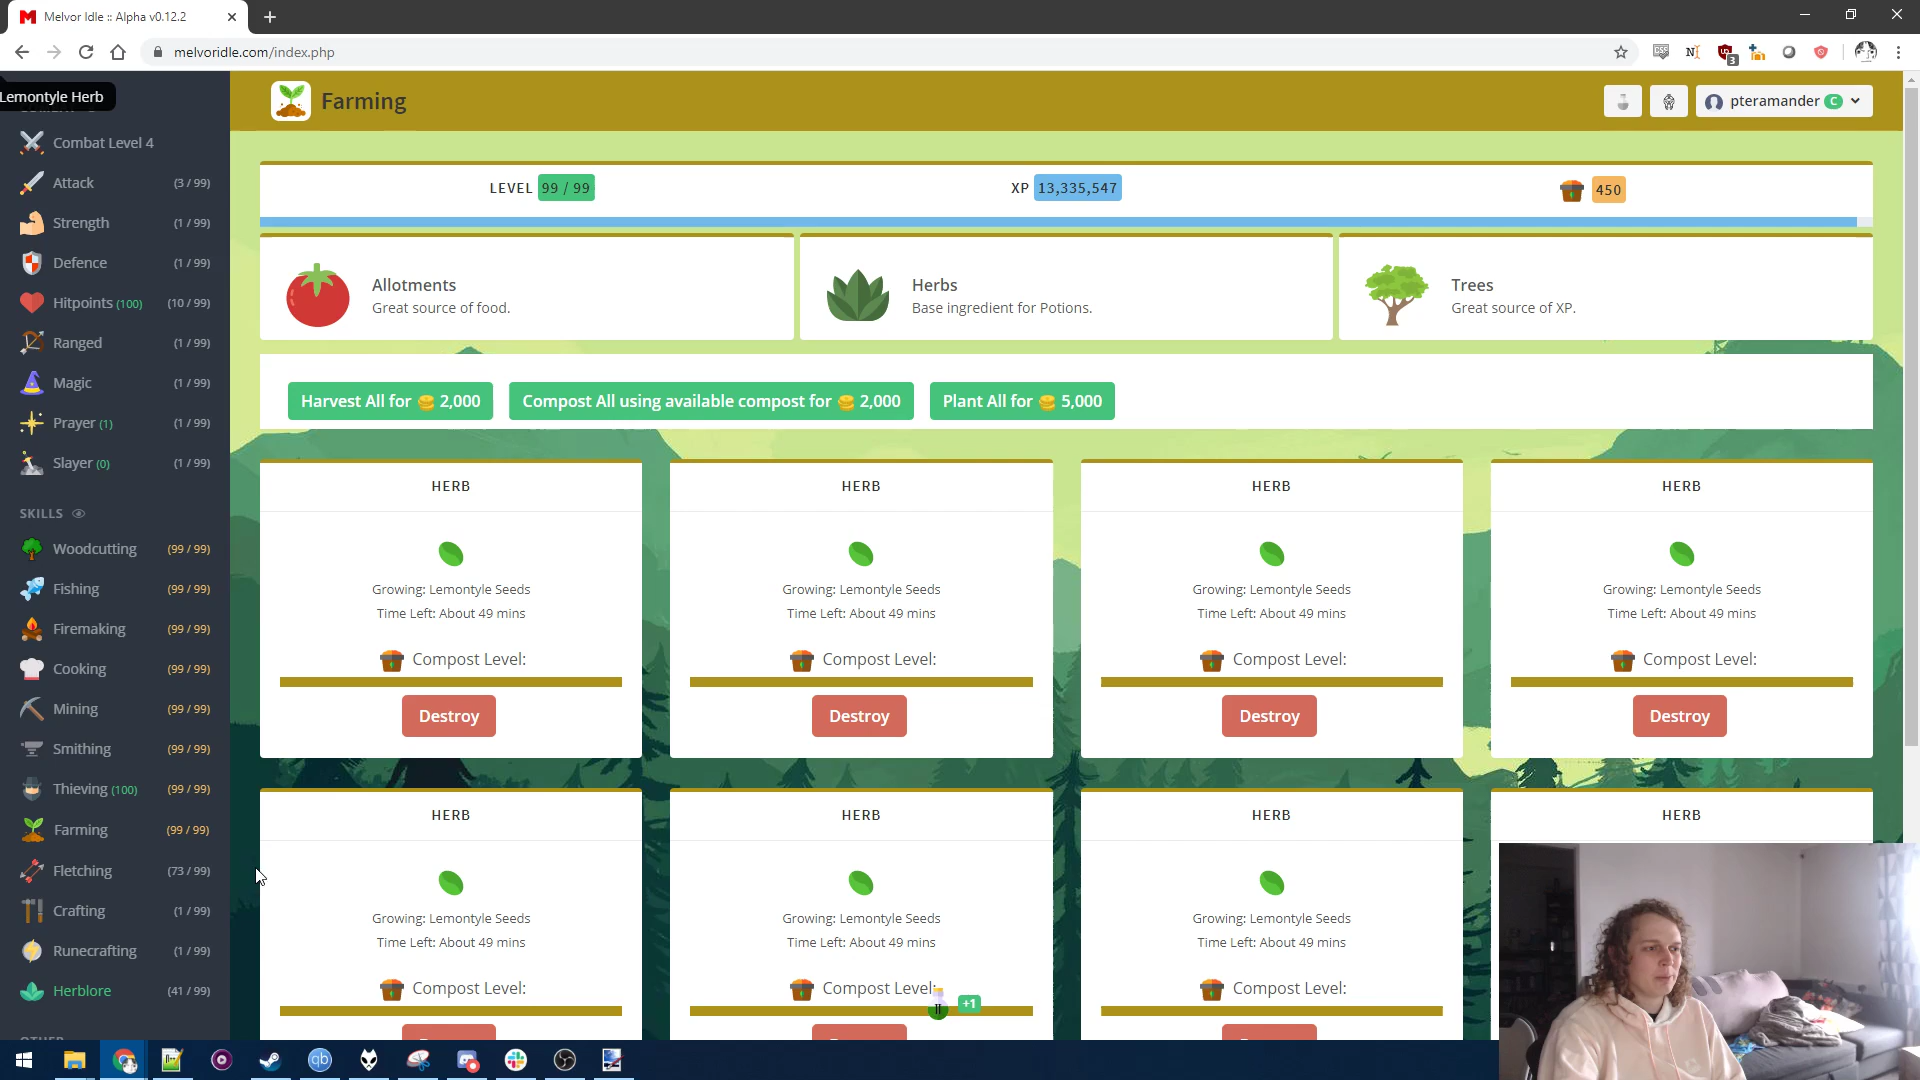 Melvor Idle :: Alpha v0.12.2
melvoridle.com/index.php
3
Lemontyle Herb
Farming
pteramander C
Combat Level 4
Attack (3 / 99)
Strength (1 / 99)
Defence (1 / 99)
Hitpoints (100) (10 / 99)
Ranged (1 / 99)
Magic (1 / 99)
Prayer (1) (1 / 99)
Slayer (0) (1 / 99)
SKILLS
Woodcutting (99 / 99)
Fishing (99 / 99)
Firemaking (99 / 99)
Cooking (99 / 99)
Mining (99 / 99)
Smithing (99 / 99)
Thieving (100) (99 / 99)
Farming (99 / 99)
Fletching (73 / 99)
Crafting (1 / 99)
Runecrafting (1 / 99)
Herblore (41 / 99)
LEVEL 99 / 99
XP 13,335,547
450
Allotments
Great source of food.
Herbs
Base ingredient for Potions.
Trees
Great source of XP.
Harvest All for 2,000
Compost All using available compost for 2,000
Plant All for 5,000
HERB
Growing: Lemontyle Seeds
Time Left: About 49 mins
Compost Level:
Destroy
HERB
Growing: Lemontyle Seeds
Time Left: About 49 mins
Compost Level:
Destroy
HERB
Growing: Lemontyle Seeds
Time Left: About 49 mins
Compost Level:
Destroy
HERB
Growing: Lemontyle Seeds
Time Left: About 49 mins
Compost Level:
Destroy
HERB
Growing: Lemontyle Seeds
Time Left: About 49 mins
Compost Level:
HERB
Growing: Lemontyle Seeds
Time Left: About 49 mins
Compost Level:
+1
HERB
Growing: Lemontyle Seeds
Time Left: About 49 mins
Compost Level:
HERB